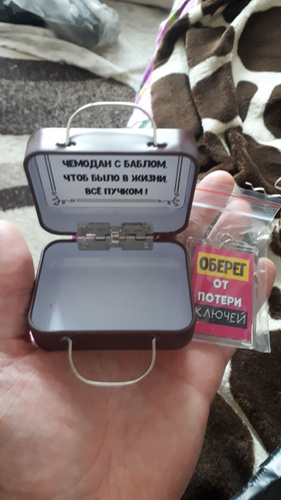 ЧЕМОДАН С БАБЛОМ,
ЧТОБ БЫЛО В ЖИЗНИ
ВСЁ ПУЧКОМ!
ОБЕРЕГ
ОТ
ПОТЕРИ
КЛЮЧЕЙ